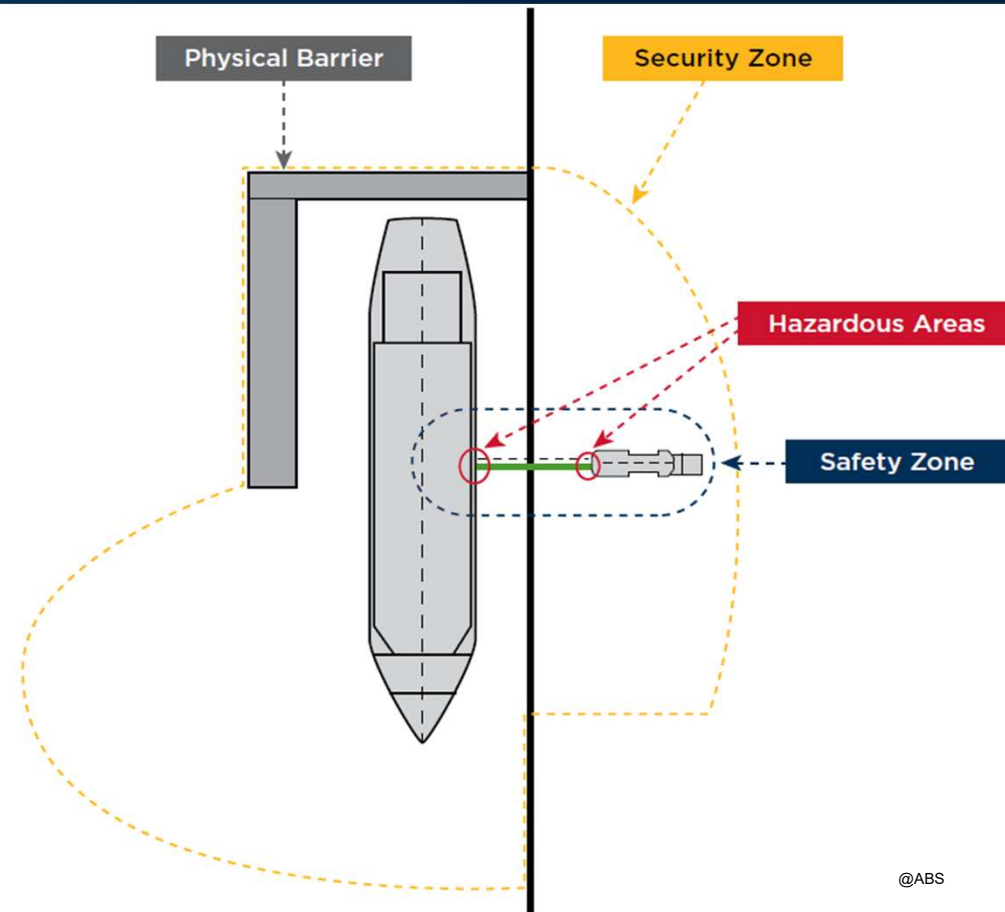 Physical Barrier
Security Zone
Hazardous Areas
Safety Zone
@ABS